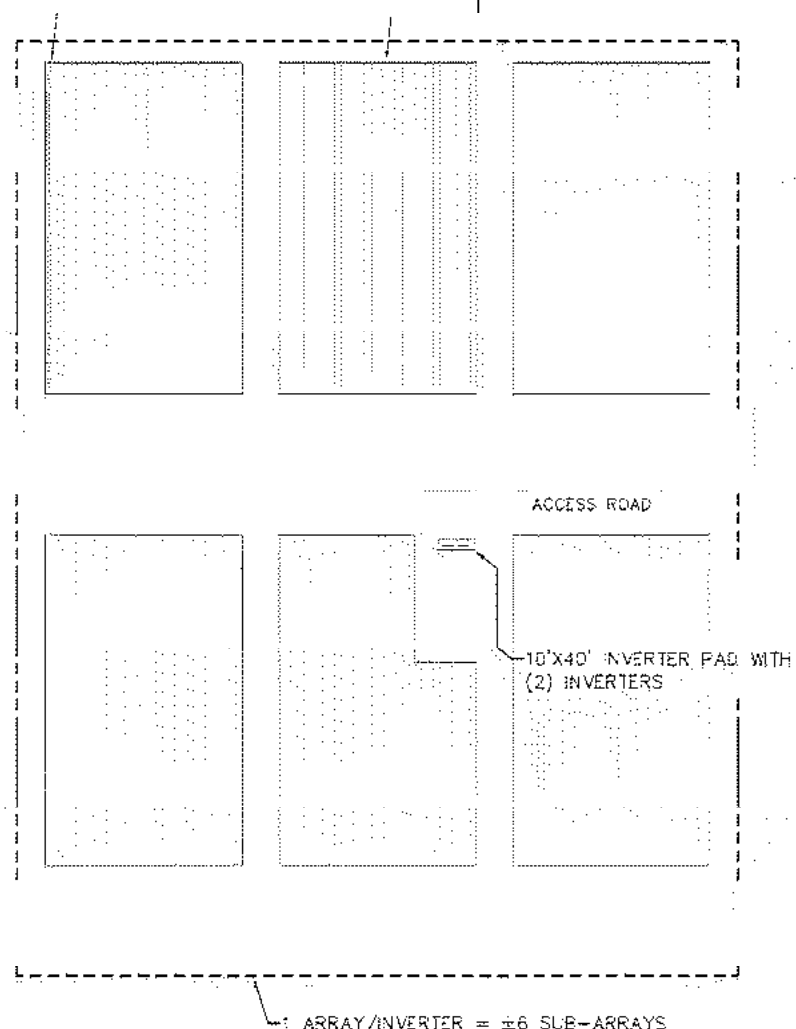 ACCESS ROAD
10'X40' INVERTER PAD WITH
(2) INVERTERS
1 ARRAY/INVERTER = ±6 SUB-ARRAYS